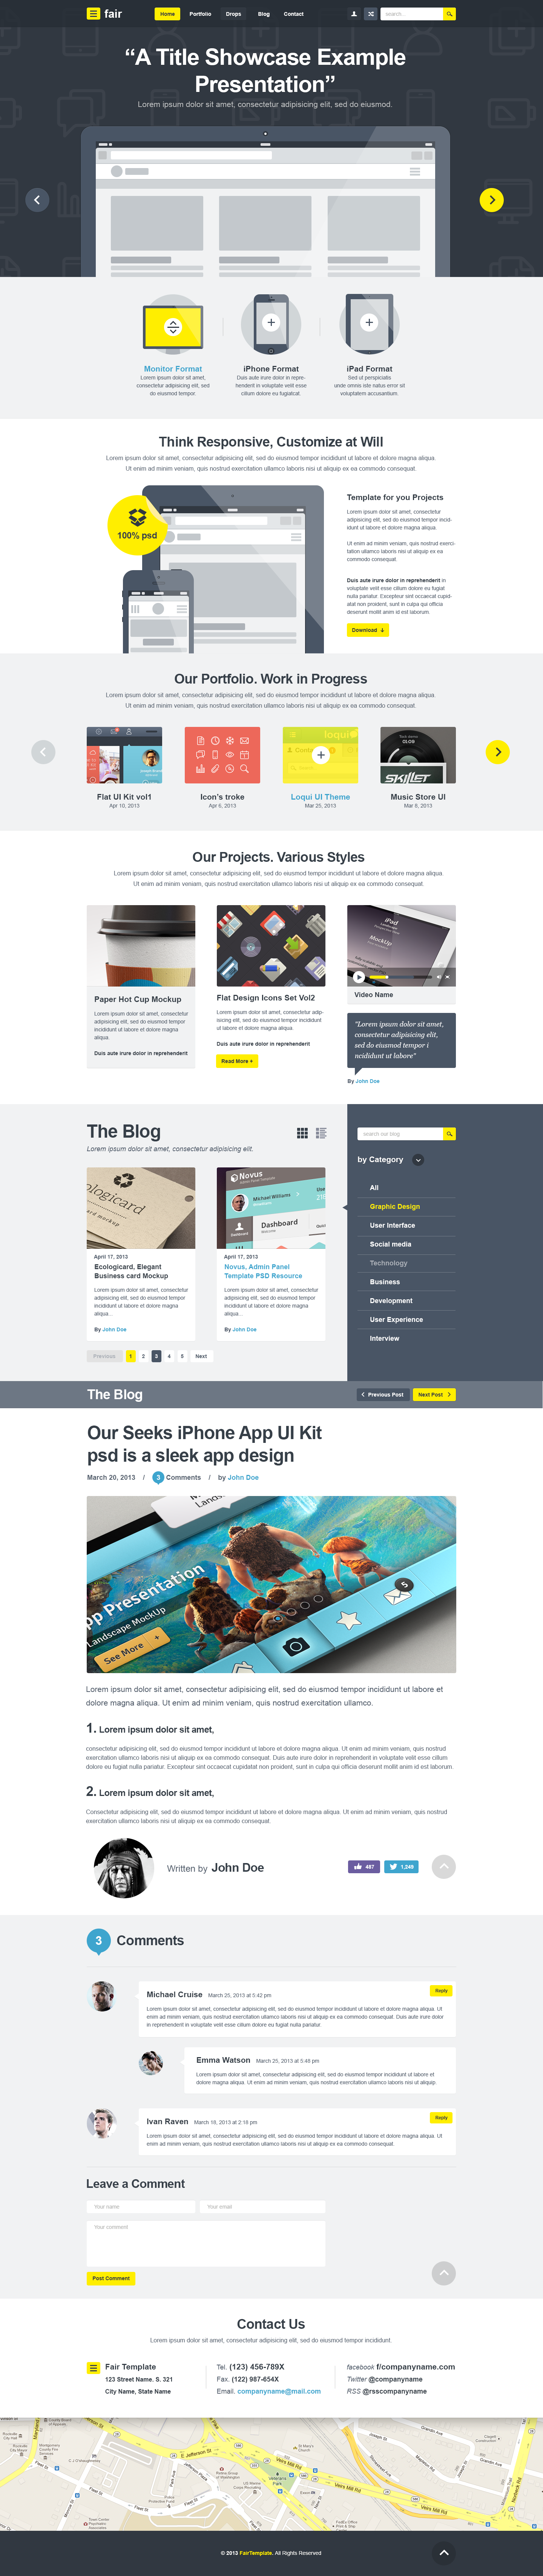 fair
Home
Portfolio
Drops
Blog
Contact
search ...
“A Title Showcase Example
Presentation”
Lorem ipsum dolor sit amet, consectetur adipisicing elit, sed do eiusmod.
Monitor Format
Lorem ipsum dolor sit amet,
consectetur adipisicing elit, sed
do eiusmod tempor.
iPhone Format
Duis aute irure dolor in repre-
henderit in voluptate velit esse
cillum dolore eu fugiatcat
iPad Format
Sed ut perspiciatis
unde omnis iste natus error sit
voluptatem accusantium.
Think Responsive, Customize at Will
Lorem ipsum dolor sit amet, consectetur adipisicing elit, sed do eiusmod tempor incididunt ut labore et dolore magna aliqua.
Ut enim ad minim veniam, quis nostrud exercitation ullamco laboris nisi ut aliquip ex ea commodo consequat.
100% psd
Template for you Projects
Lorem ipsum dolor sit amet, consectetur
adipisicing elit, sed do eiusmod tempor incid-
idunt ut labore et dolore magna aliqua.
Ut enim ad minim veniam, quis nostrud exerci-
tation ullamco laboris nisi ut aliquip ex ea
commodo consequat.
Duis aute irure dolor in reprehenderit in
voluptate velit esse cillum dolore eu fugiat
nulla pariatur. Excepteur sint occaecat cupid-
atat non proident, sunt in culpa qui officia
deserunt mollit anim id est laborum.
Download
Our Portfolio. Work in Progress
Lorem ipsum dolor sit amet, consectetur adipisicing elit, sed do eiusmod tempor incididunt ut labore et dolore magna aliqua.
Ut enim ad minim veniam, quis nostrud exercitation ullamco laboris nisi ut aliquip ex ea commodo consequat.
loqui
SKILLET
Flat UI Kit vol1
Apr 10, 2013
Icon's troke
Apr 6, 2013
Loqui UI Theme
Mar 25, 2013
Music Store UI
Mar 8, 2013
Our Projects. Various Styles
Lorem ipsum dolor sit amet, consectetur adipisicing elit, sed do eiusmod tempor incididunt ut labore et dolore magna aliqua.
Ut enim ad minim veniam, quis nostrud exercitation ullamco laboris nisi ut aliquip ex ea commodo consequat.
Paper Hot Cup Mockup
Lorem ipsum dolor sit amet, consectetur
adipisicing elit, sed do eiusmod tempor
incididunt ut labore et dolore magna
aliqua.
Duis aute irure dolor in reprehenderit
Flat Design Icons Set Vol2
Lorem ipsum dolor sit amet, consectetur adip-
isicing elit, sed do eiusmod tempor incididunt
ut labore et dolore magna aliqua.
Duis aute irure dolor in reprehenderit
Read More +
iPad
MockUp
Video Name
"Lorem ipsum dolor sit amet,
consectetur adipisicing elit,
sed do eiusmod tempor i
ncididunt ut labore"
By John Doe
The Blog
Lorem ipsum dolor sit amet, consectetur adipisicing elit.
ologicard
card mockup
April 17, 2013
Ecologicard, Elegant
Business card Mockup
Lorem ipsum dolor sit amet, consectetur
adipisicing elit, sed do eiusmod tempor
incididunt ut labore et dolore magna
aliqua...
By John Doe
Novus
Michael Williams
Dashboard
April 17, 2013
Novus, Admin Panel
Template PSD Resource
Lorem ipsum dolor sit amet, consectetur
adipisicing elit, sed do eiusmod tempor
incididunt ut labore et dolore magna
aliqua...
By John Doe
Previous
1
2
3
4
5
Next
search our blog
by Category
All
Graphic Design
User Interface
Social media
Technology
Business
Development
User Experience
Interview
The Blog
Previous Post
Next Post
Our Seeks iPhone App UI Kit
psd is a sleek app design
March 20, 2013 / 3 Comments / by John Doe
App Presentation
Landscape MockUp
See More +
Lorem ipsum dolor sit amet, consectetur adipisicing elit, sed do eiusmod tempor incididunt ut labore et
dolore magna aliqua. Ut enim ad minim veniam, quis nostrud exercitation ullamco.
1. Lorem ipsum dolor sit amet,
consectetur adipisicing elit, sed do eiusmod tempor incididunt ut labore et dolore magna aliqua. Ut enim ad minim veniam, quis nostrud
exercitation ullamco laboris nisi ut aliquip ex ea commodo consequat. Duis aute irure dolor in reprehenderit in voluptate velit esse cillum
dolore eu fugiat nulla pariatur. Excepteur sint occaecat cupidatat non proident, sunt in culpa qui officia deserunt mollit anim id est laborum.
2. Lorem ipsum dolor sit amet,
Consectetur adipisicing elit, sed do eiusmod tempor incididunt ut labore et dolore magna aliqua. Ut enim ad minim veniam, quis nostrud exercitation
ullamco laboris nisi ut aliquip ex ea commodo consequat.
Written by John Doe
487
1,249
3 Comments
Michael Cruise March 25, 2013 at 5:42 pm
Reply
Lorem ipsum dolor sit amet, consectetur adipisicing elit, sed do eiusmod tempor incididunt ut labore et dolore magna aliqua. Ut
enim ad minim veniam, quis nostrud exercitation ullamco laboris nisi ut aliquip ex ea commodo consequat. Duis aute irure dolor
in reprehenderit in voluptate velit esse cillum dolore eu fugiat nulla pariatur.
Emma Watson March 25, 2013 at 5:48 pm
Lorem ipsum dolor sit amet, consectetur adipisicing elit, sed do eiusmod tempor incididunt ut labore et
dolore magna aliqua. Ut enim ad minim veniam, quis nostrud exercitation ullamco laboris nisi ut aliquip.
Ivan Raven March 18, 2013 at 2:18 pm
Reply
Lorem ipsum dolor sit amet, consectetur adipisicing elit, sed do eiusmod tempor incididunt ut labore et dolore magna aliqua. Ut
enim ad minim veniam, quis nostrud exercitation ullamco laboris nisi ut aliquip ex ea commodo consequat.
Leave a Comment
Your name
Your email
Your comment
Post Comment
Contact Us
Lorem ipsum dolor sit amet, consectetur adipisicing elit, sed do eiusmod tempor incididunt.
Fair Template
123 Street Name. S. 321
City Name, State Name
Tel. (123) 456-789X
Fax. (122) 987-654X
Email. companyname@mail.com
facebook f/companyname.com
Twitter @companyname
RSS @rsscompanyname
E Jefferson St
Veirs Mill Rd
Veirs Mill Rd
Fleet St
© 2013 FairTemplate. All Rights Reserved